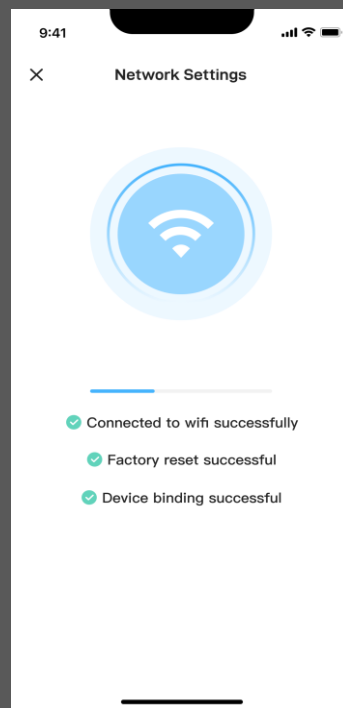 9:41
Network Settings
Connected to wifi successfully
Factory reset successful
Device binding successful